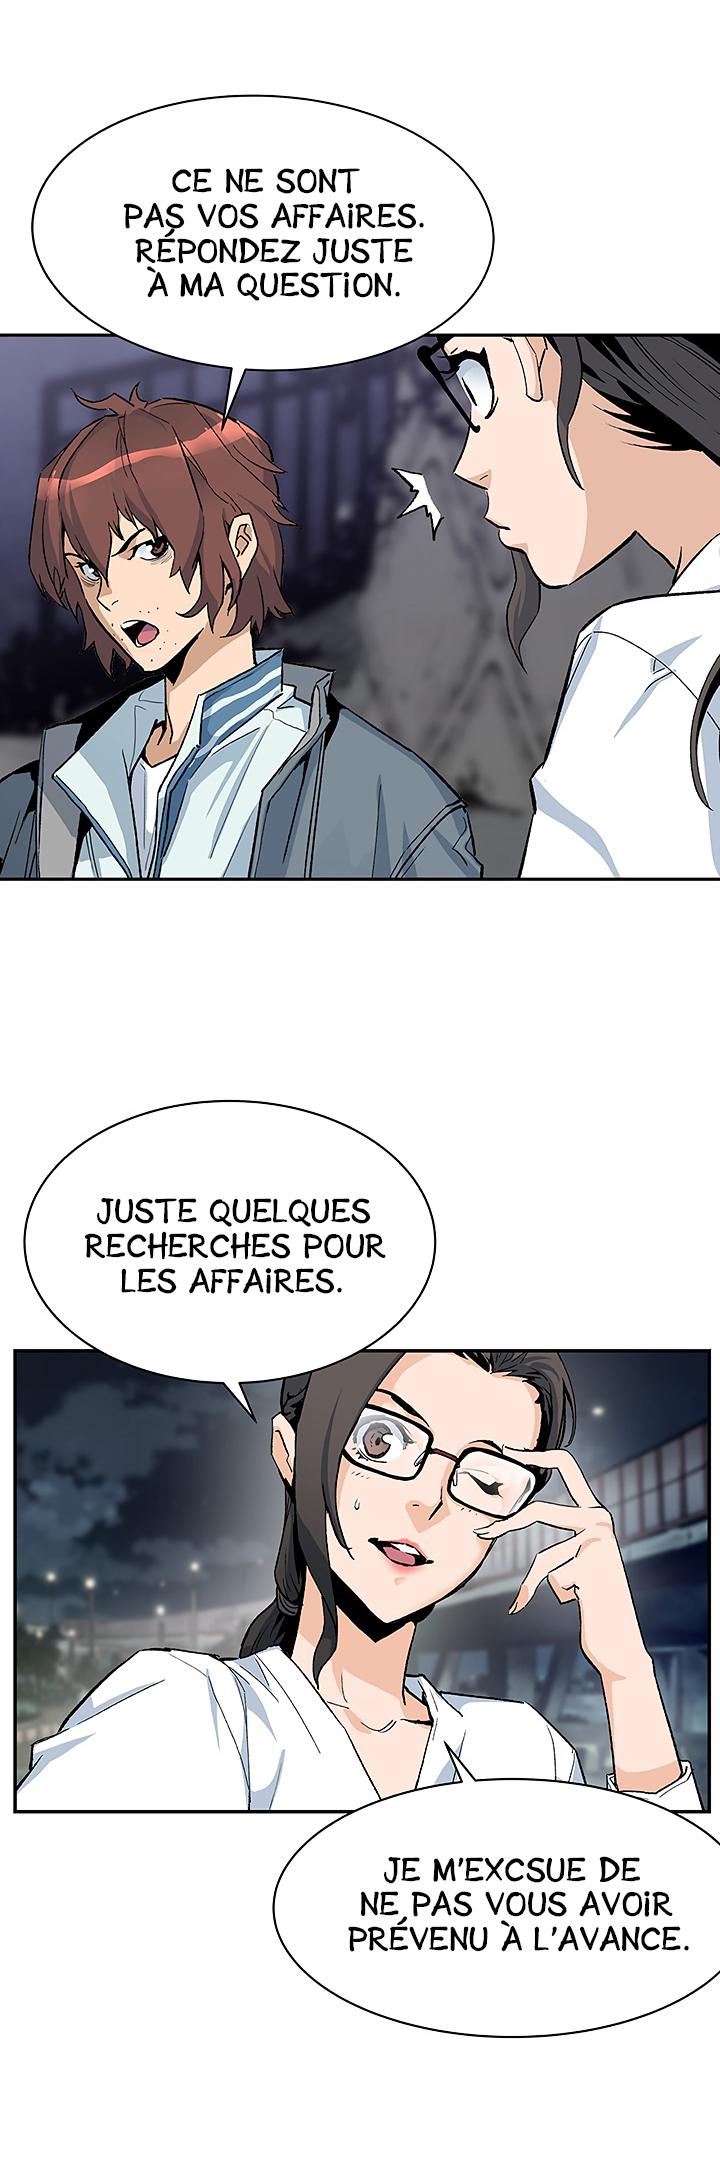 CE NE SONT
PAS VOS AFFAiRES.
RÉPONDEZ JUSTE
À MA QUESTiON.
JUSTE QUELQUES
RECHERCHES POUR
LES AFFAiRES.
JE M'EXCSUE DE
NE PAS VOUS AVOiR
PRÉVENU À L'AVANCE.